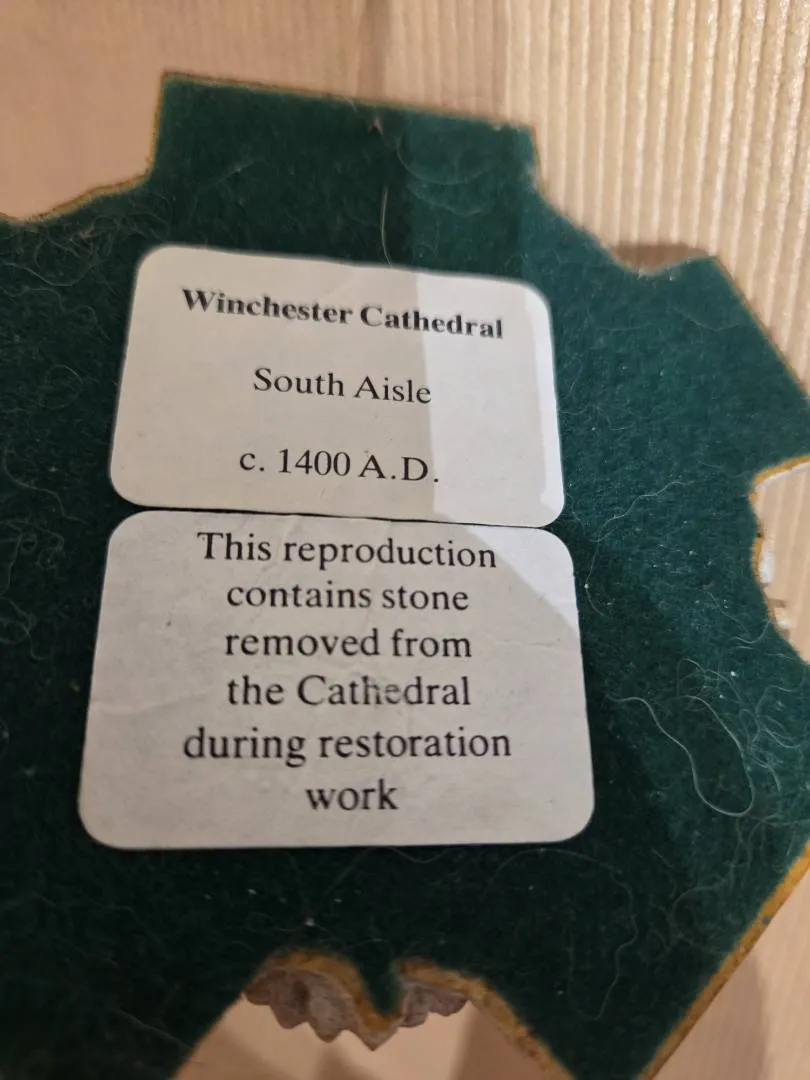 Winchester Cathedral
South Aisle
c. 1400 A.D.
This reproduction
contains stone
removed from
the Cathedral
during restoration
work